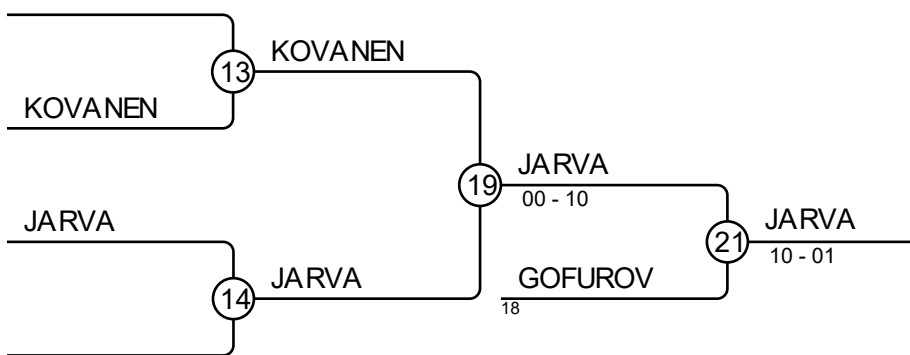 13
KOVANEN
KOVANEN
19
JARVA
00 - 10
JARVA
14
JARVA
21
JARVA
10 - 01
GOFUROV
18